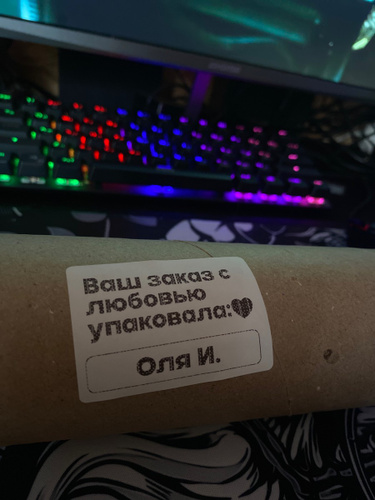 Ваш заказ с
любовью
упаковала:🖤
Оля И.